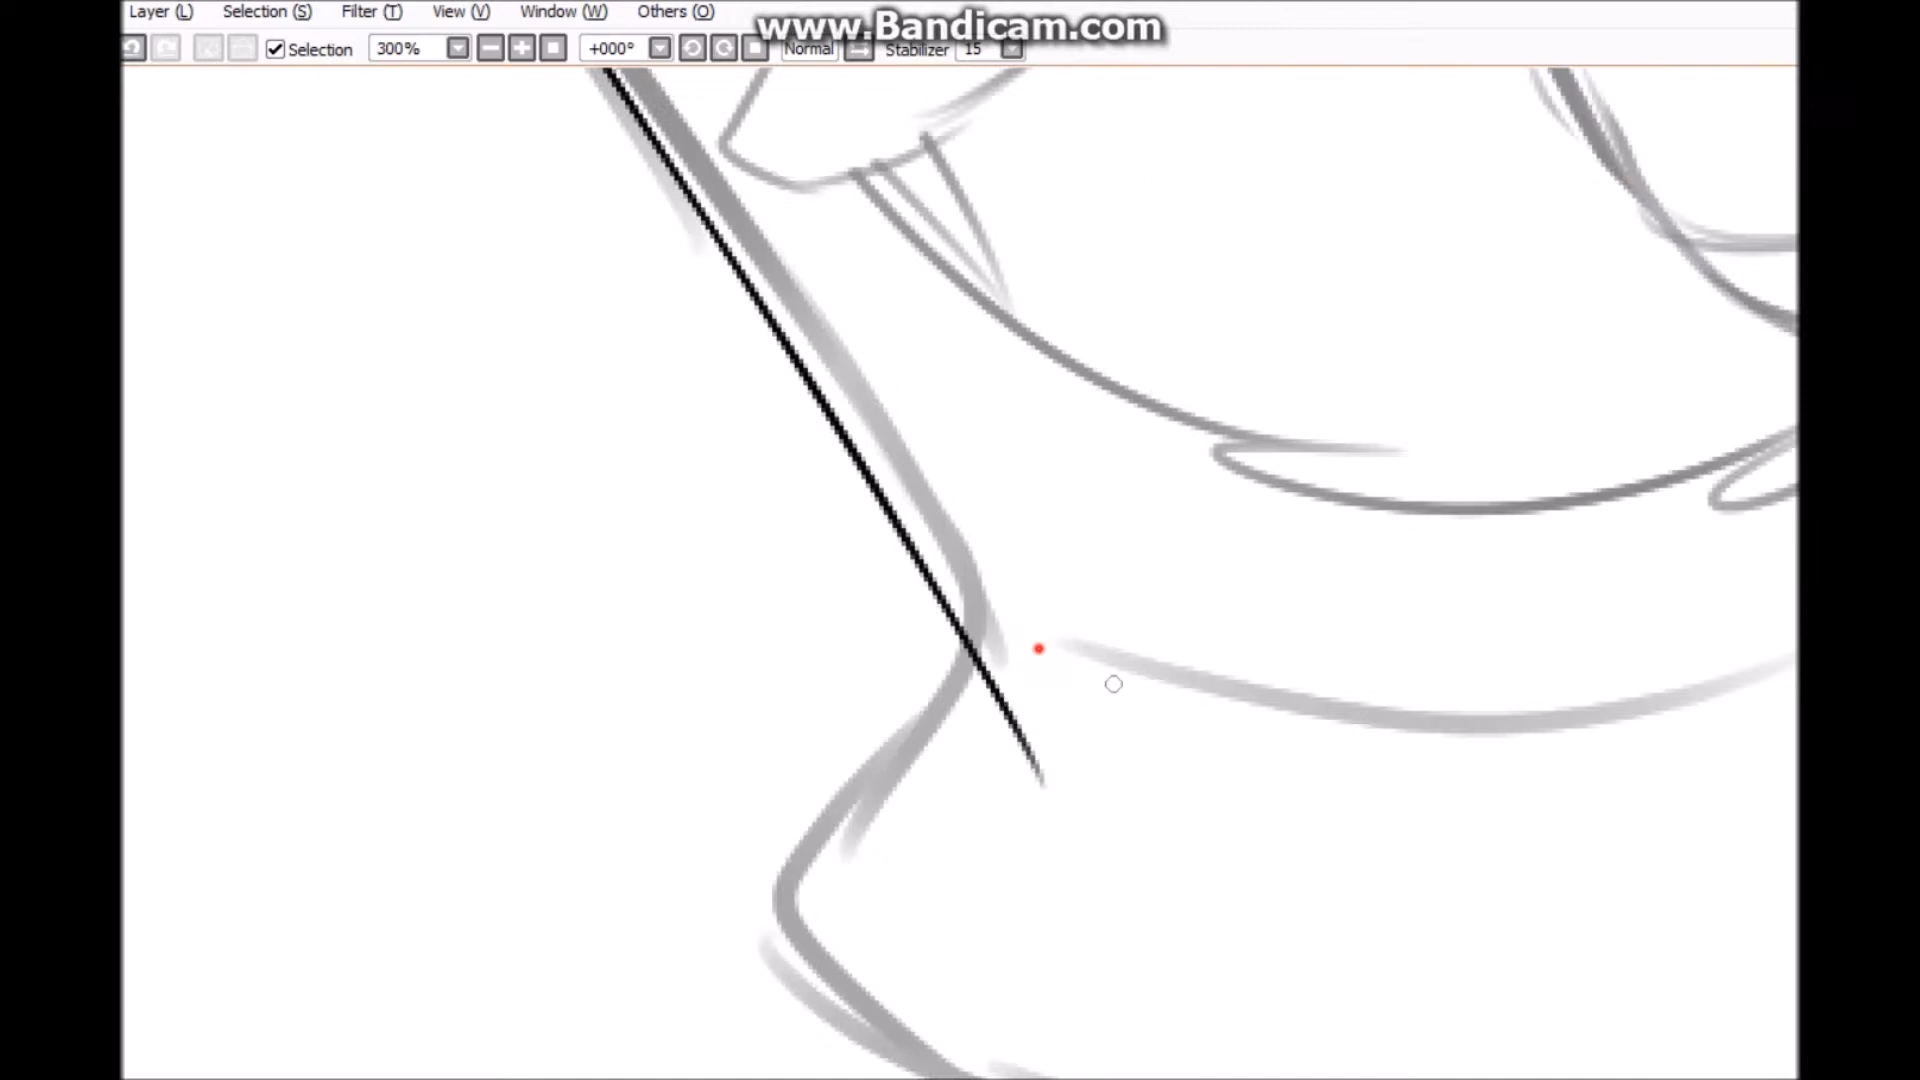 Layer (L) Selection (S) Filter (T) View (V) Window (W) Others (O)
www.Bandicam.com
Selection 300% +000° Normal Stabilizer 15